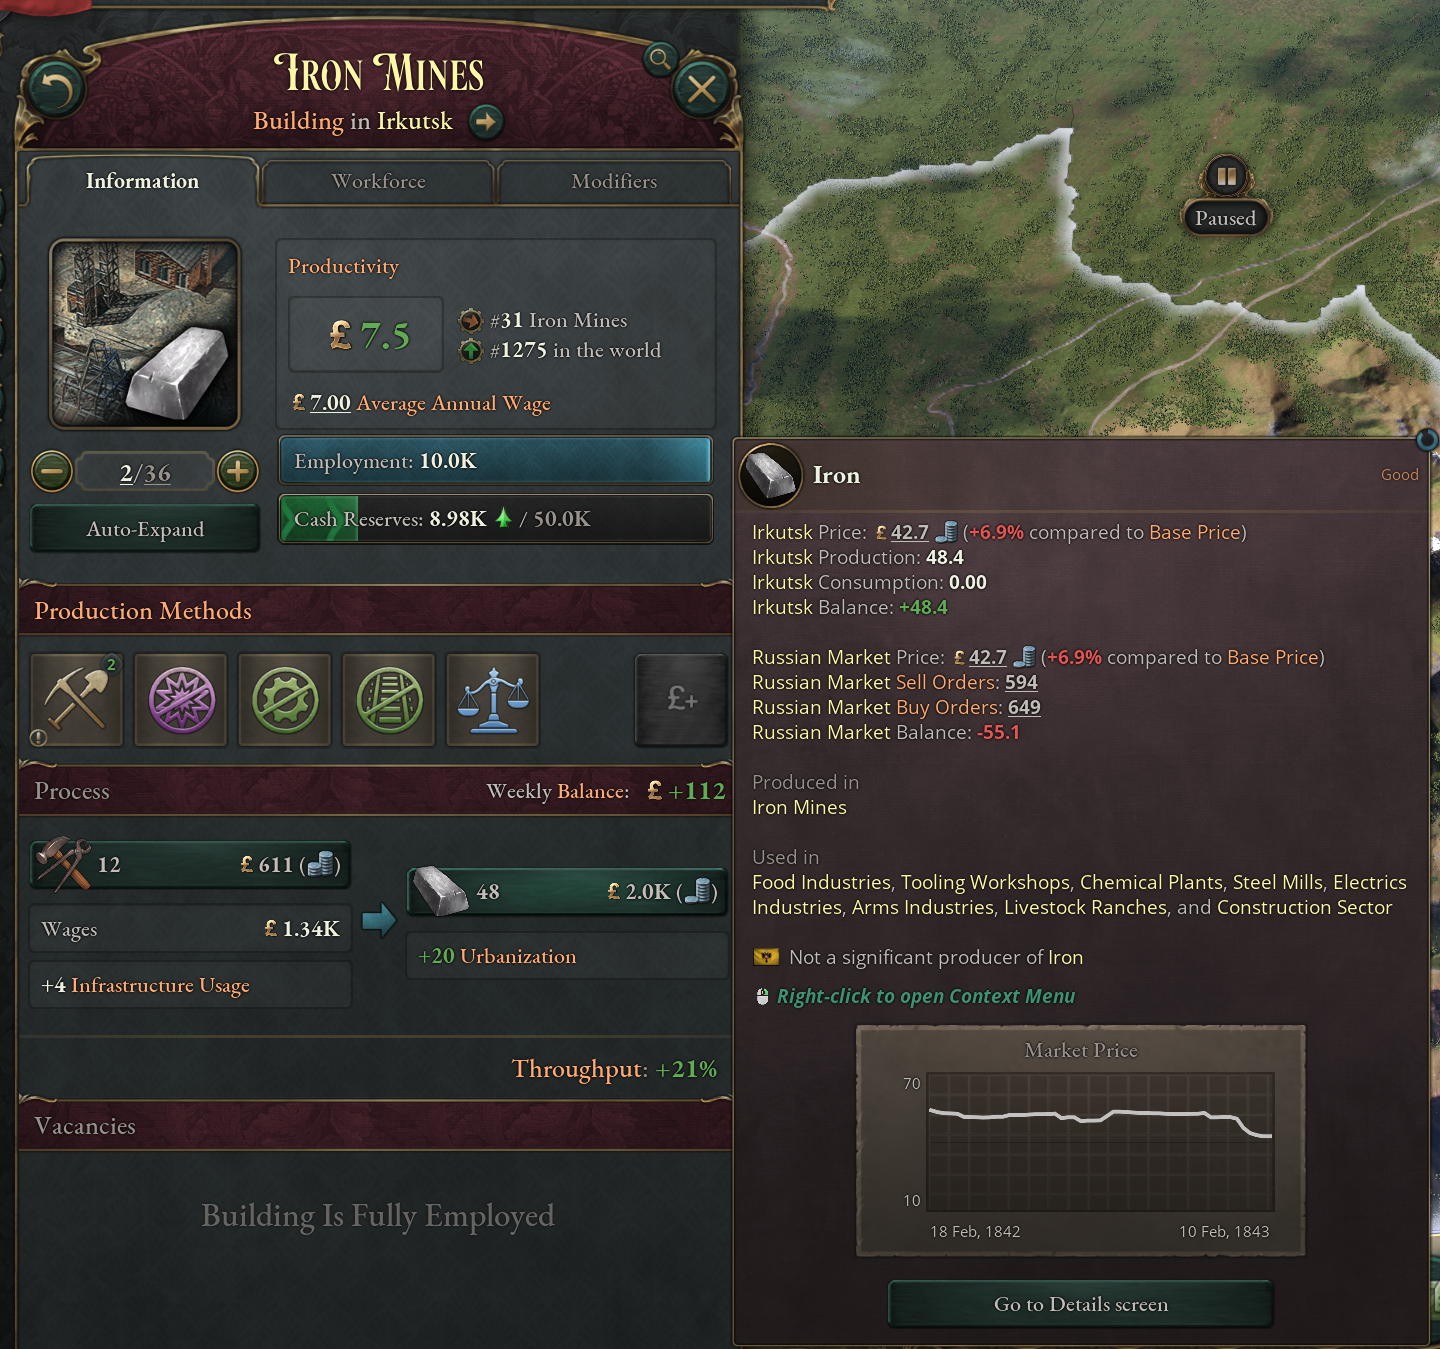 Iron Mines
Building in Irkutsk
Information
Workforce
Modifiers
Paused
Productivity
£ 7.5
#31 Iron Mines
#1275 in the world
£ 7.00 Average Annual Wage
2/36
Auto-Expand
Employment: 10.0K
Cash Reserves: 8.98K / 50.0K
Production Methods
2
£+
Process
Weekly Balance: £ +112
12 £ 611 ( )
Wages £ 1.34K
+4 Infrastructure Usage
48 £ 2.0K ( )
+20 Urbanization
Throughput: +21%
Vacancies
Building Is Fully Employed
Iron
Good
Irkutsk Price: £ 42.7 (+6.9% compared to Base Price)
Irkutsk Production: 48.4
Irkutsk Consumption: 0.00
Irkutsk Balance: +48.4
Russian Market Price: £ 42.7 (+6.9% compared to Base Price)
Russian Market Sell Orders: 594
Russian Market Buy Orders: 649
Russian Market Balance: -55.1
Produced in
Iron Mines
Used in
Food Industries, Tooling Workshops, Chemical Plants, Steel Mills, Electrics
Industries, Arms Industries, Livestock Ranches, and Construction Sector
Not a significant producer of Iron
Right-click to open Context Menu
Market Price
70
10
18 Feb, 1842
10 Feb, 1843
Go to Details screen